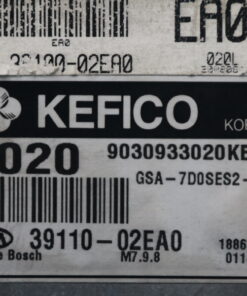 EA0
EA0
39100-02EA0
020L
KEFICO
020
9030933020KE
GSA-7D0SES2-
39110-02EA0
1886
Bosch
M7.9.8
011